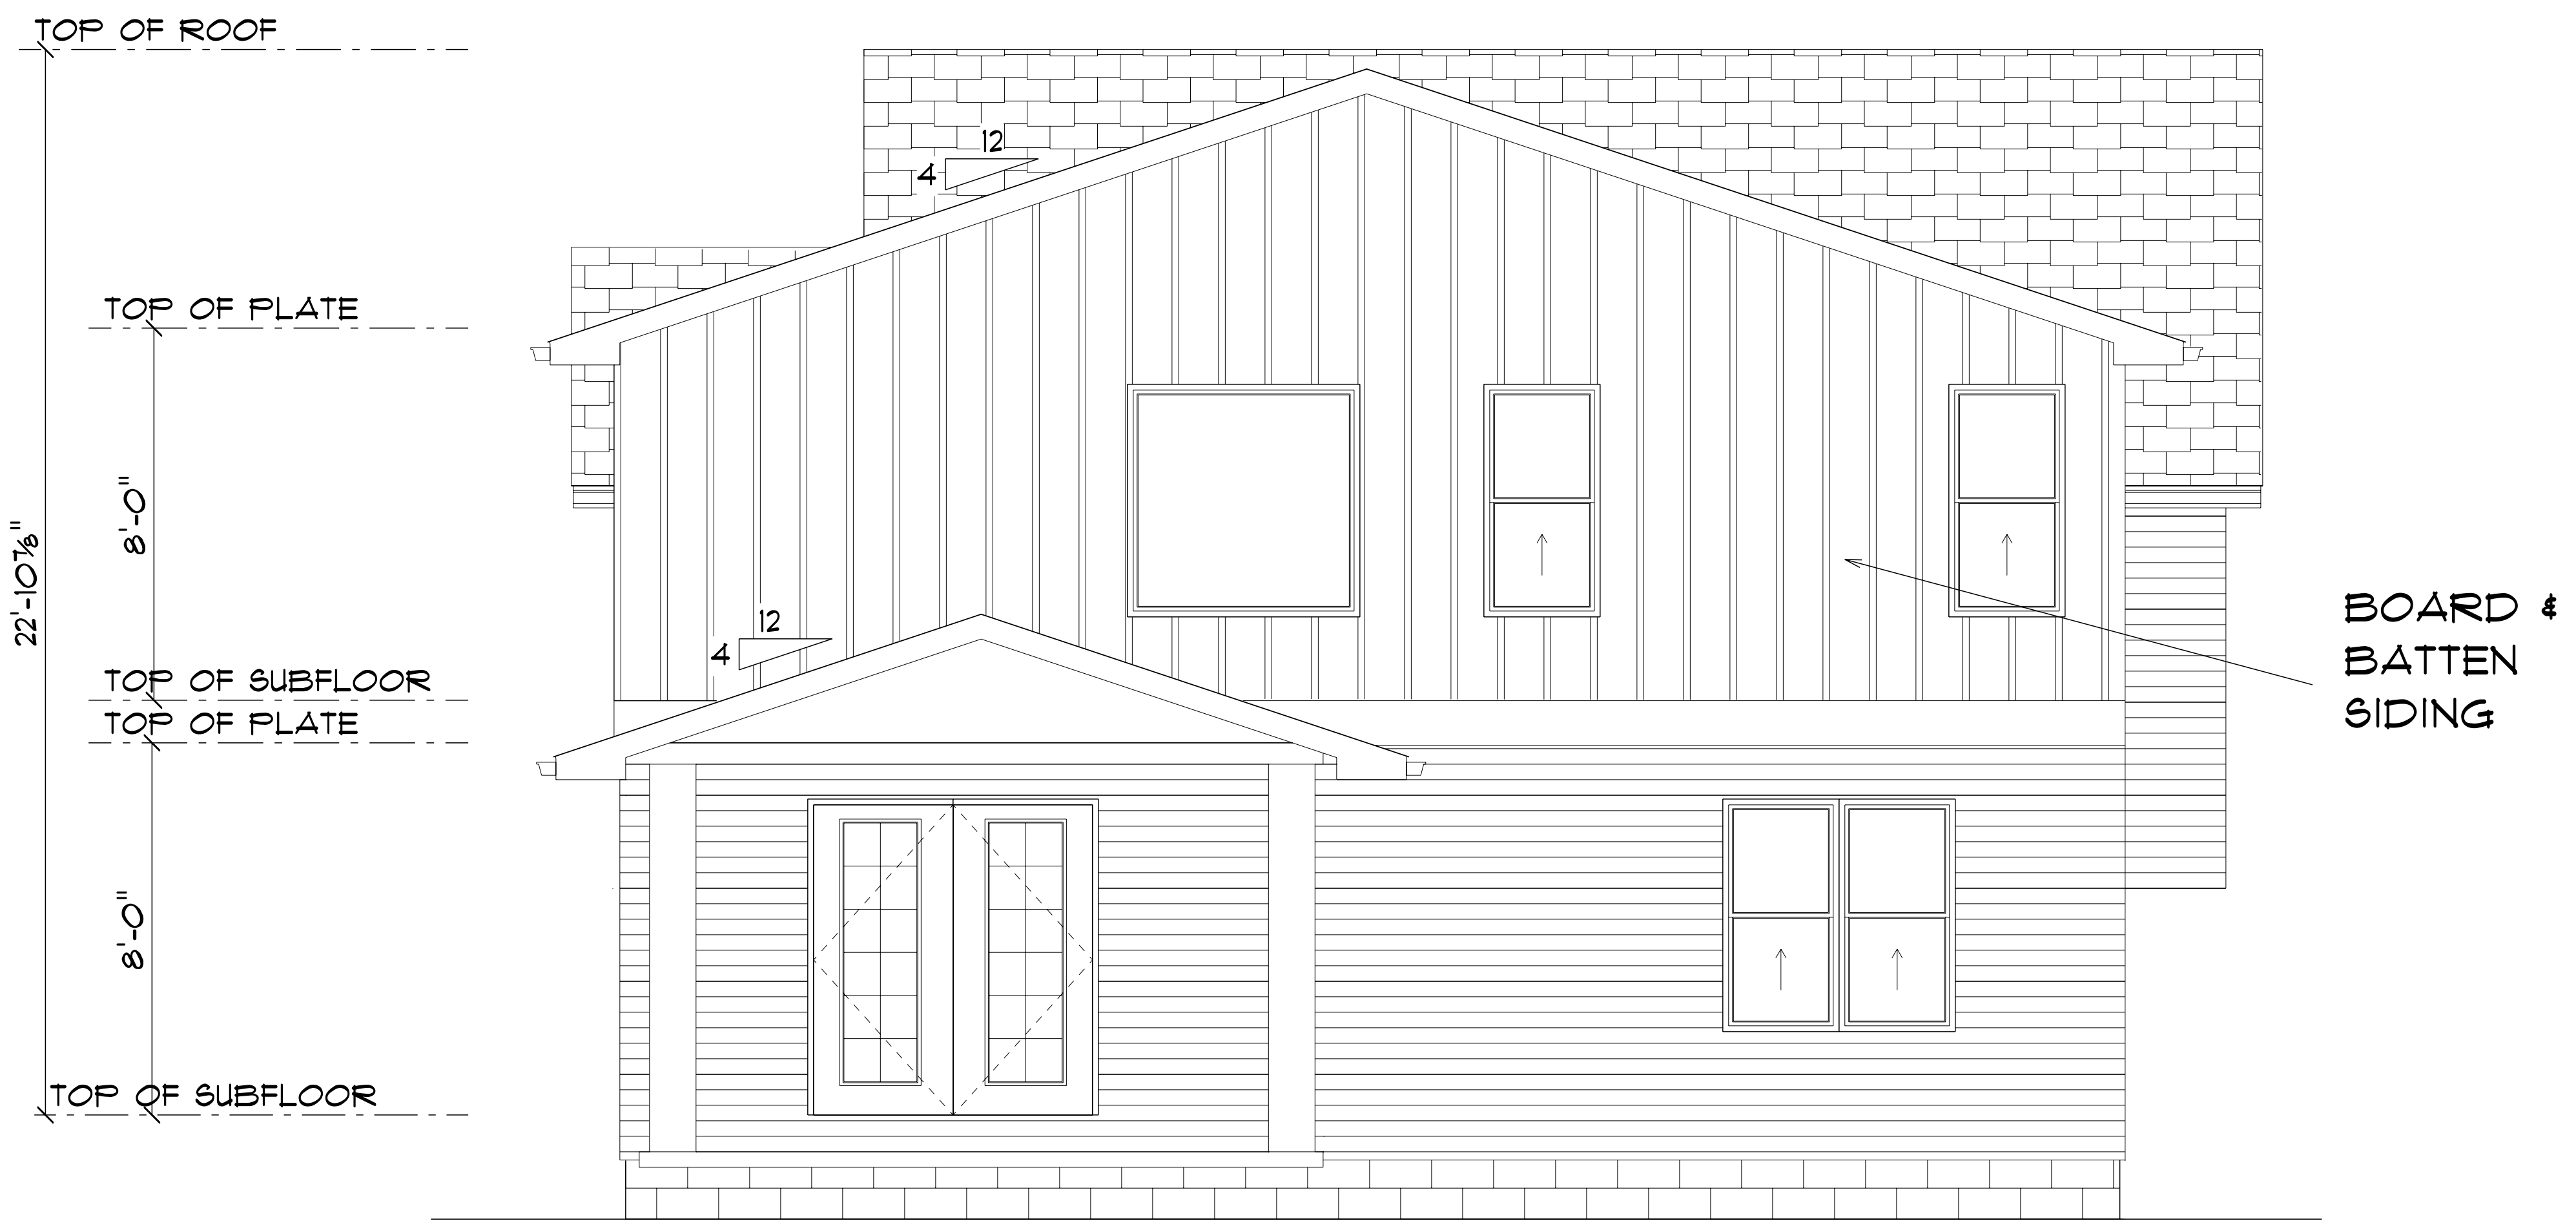 TOP OF ROOF
12
4
TOP OF PLATE
8'-0"
22'-10⅞"
BOARD &
BATTEN
SIDING
12
4
TOP OF SUBFLOOR
TOP OF PLATE
8'-0"
TOP OF SUBFLOOR